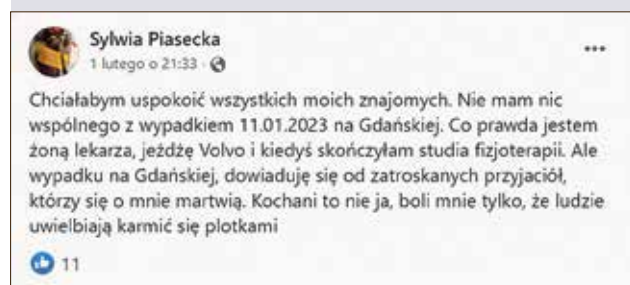 Sylwia Piasecka
1 lutego o 21:33 ·
Chciałabym uspokoić wszystkich moich znajomych. Nie mam nic
wspólnego z wypadkiem 11.01.2023 na Gdańskiej. Co prawda jestem
żoną lekarza, jeżdżę Volvo i kiedyś skończyłam studia fizjoterapii. Ale
wypadku na Gdańskiej, dowiaduję się od zatroskanych przyjaciół,
którzy się o mnie martwią. Kochani to nie ja, boli mnie tylko, że ludzie
uwielbiają karmić się plotkami
11